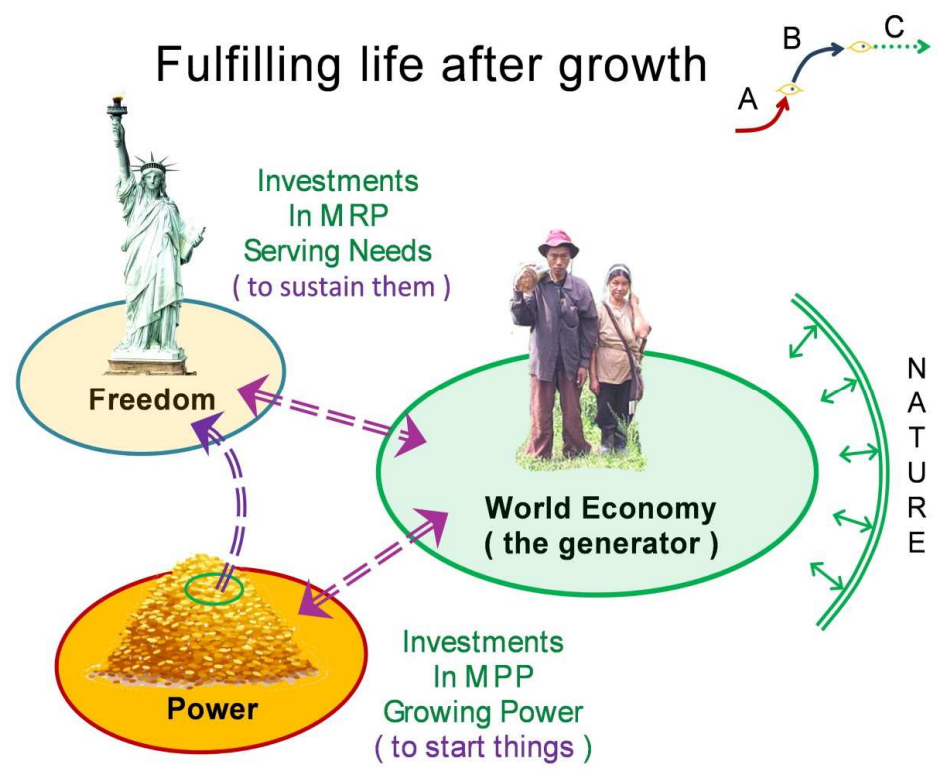 Fulfilling life after growth
A
B
C
Investments
In MRP
Serving Needs
( to sustain them )
Freedom
World Economy
( the generator )
NATURE
Power
Investments
In MPP
Growing Power
( to start things )